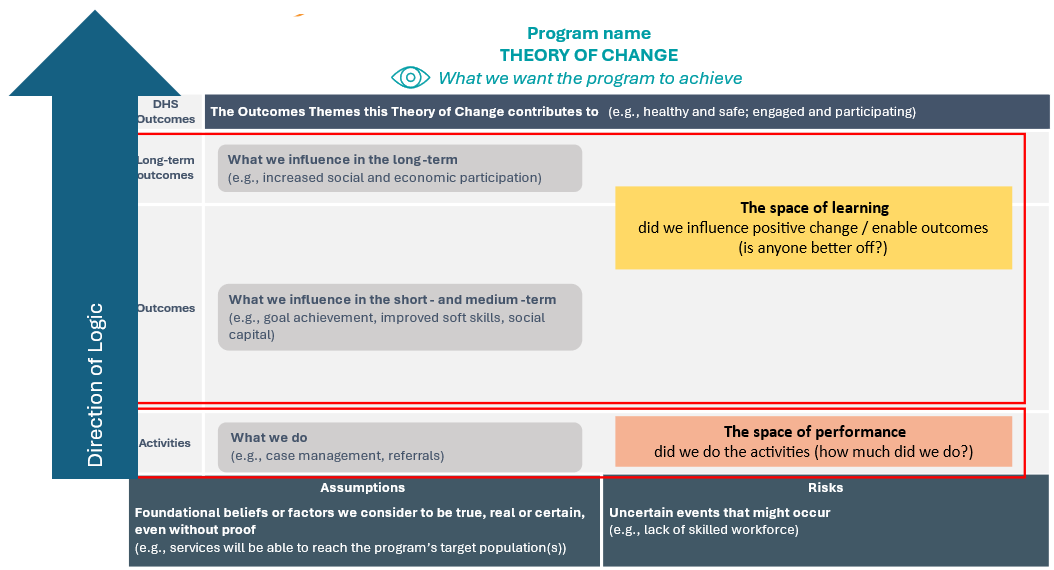 Program name
THEORY OF CHANGE
What we want the program to achieve
DHS
Outcomes
The Outcomes Themes this Theory of Change contributes to (e.g., healthy and safe; engaged and participating)
Long-term
outcomes
What we influence in the long-term
(e.g., increased social and economic participation)
The space of learning
did we influence positive change / enable outcomes
(is anyone better off?)
Outcomes
What we influence in the short- and medium-term
(e.g., goal achievement, improved soft skills, social
capital)
Direction of Logic
Activities
What we do
(e.g., case management, referrals)
The space of performance
did we do the activities (how much did we do?)
Assumptions
Foundational beliefs or factors we consider to be true, real or certain,
even without proof
(e.g., services will be able to reach the program's target population(s))
Risks
Uncertain events that might occur
(e.g., lack of skilled workforce)